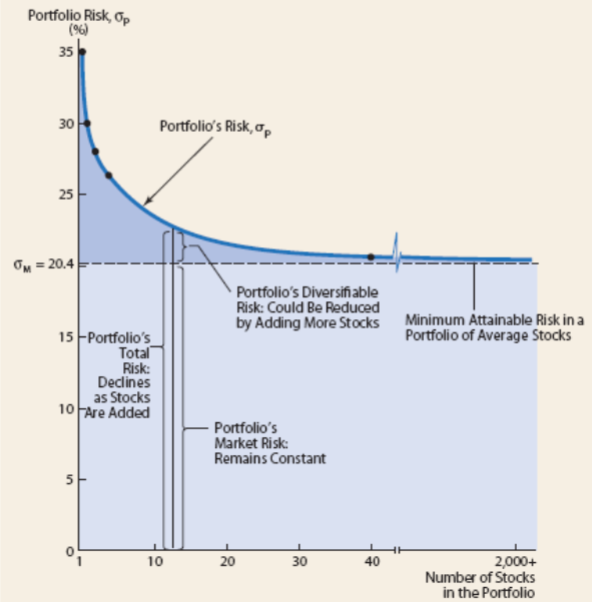 Portfolio Risk, σp
(%)
35
30
Portfolio's Risk, σp
25
σM = 20.4
Portfolio's Diversifiable
Risk: Could Be Reduced
by Adding More Stocks
Minimum Attainable Risk in a
Portfolio of Average Stocks
15
Portfolio's
Total
Risk:
Declines
as Stocks
Are Added
10
Portfolio's
Market Risk:
Remains Constant
5
0
1
10
20
30
40
2,000+
Number of Stocks
in the Portfolio